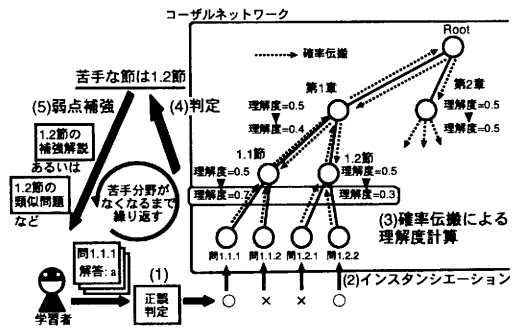 コーザルネットワーク
Root
確率伝搬
苦手な節は1.2節
第1章
第2章
理解度=0.5
理解度=0.4
理解度=0.5
理解度=0.5
(5)弱点補強
(4)判定
1.2節の
補強解説
あるいは
1.2節の
類似問題
など
苦手分野が
なくなるまで
繰り返す
1.1節
理解度=0.5
理解度=0.7
1.2節
理解度=0.5
理解度=0.3
(3)確率伝搬による
理解度計算
問1.1.1
問1.1.2
問1.2.1
問1.2.2
(2)インスタンシエーション
問1.1.1
解答: a
(1)
正誤
判定
○
×
×
○
学習者